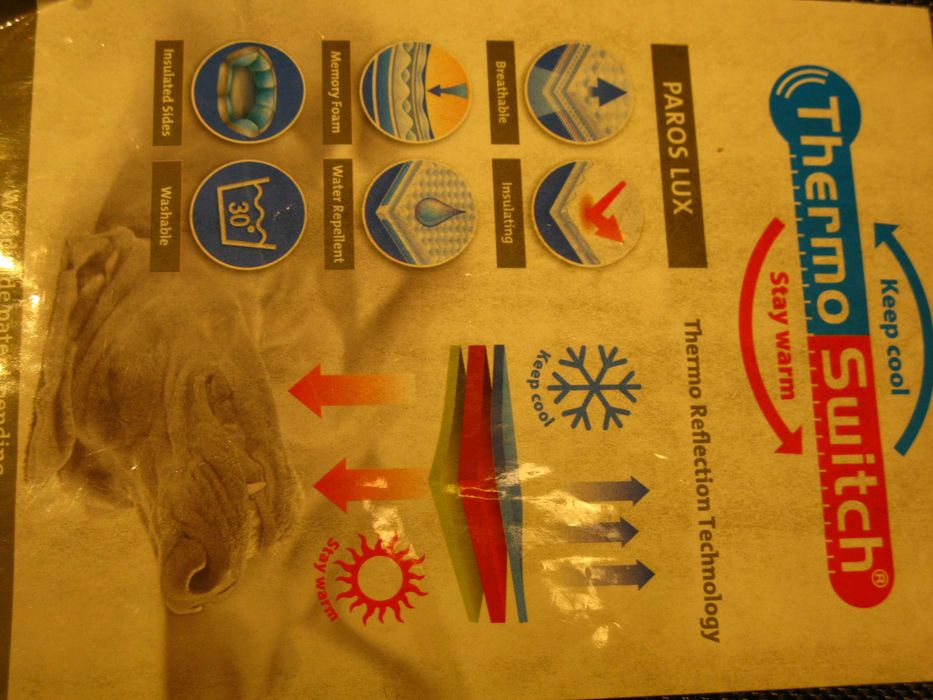 Keep cool
Thermo Switch®
Stay warm
PAROS LUX
Thermo Reflection Technology
Breathable
Insulating
Memory Foam
Water Repellent
Insulated Sides
Washable
30°
Keep cool
Stay warm